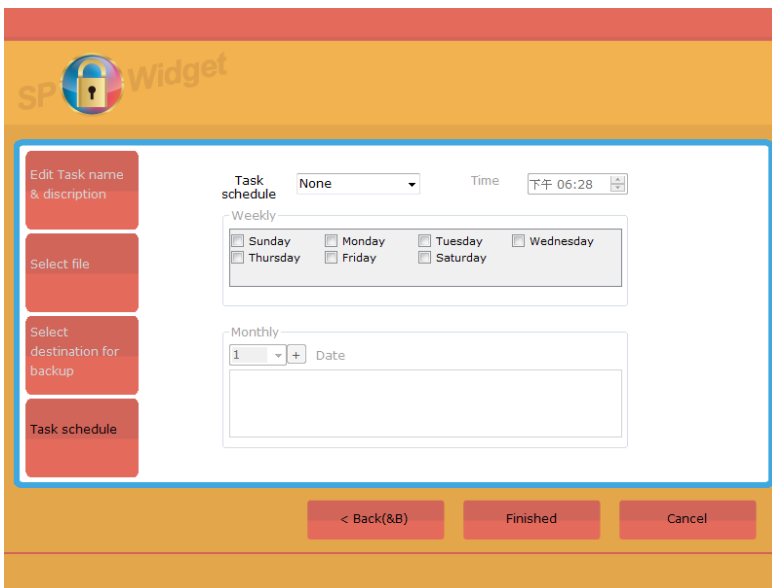 SP Widget
Edit Task name
& discription
Select file
Select
destination for
backup
Task schedule
Task
schedule
None
Time
下午 06:28
Weekly
Sunday Monday Tuesday Wednesday
Thursday Friday Saturday
Monthly
1 + Date
< Back(&B) Finished Cancel